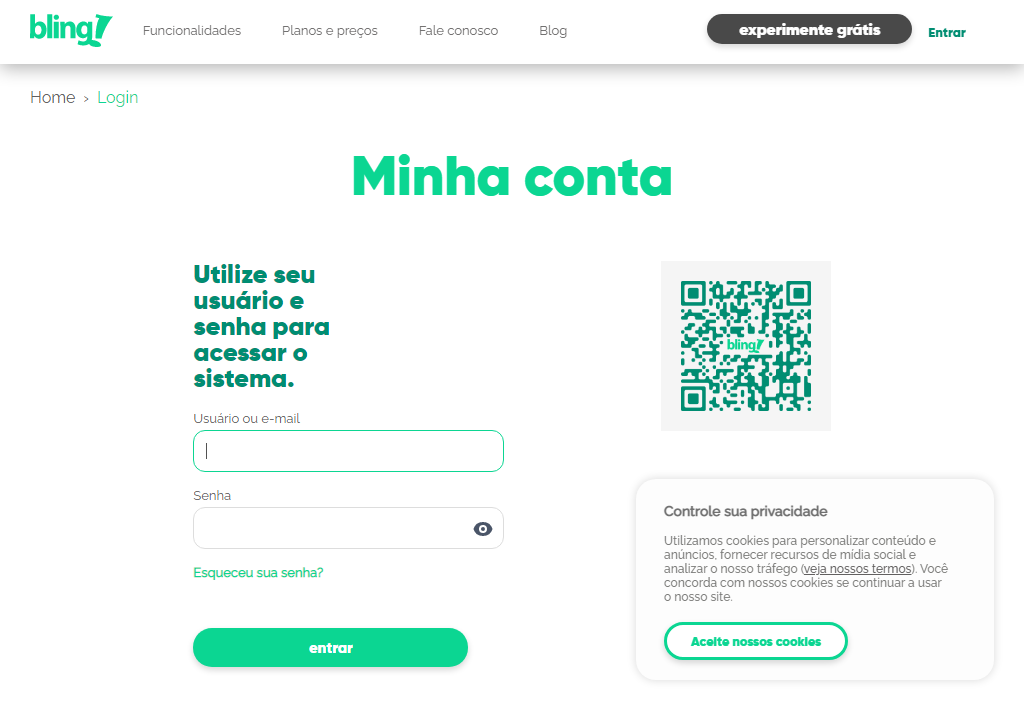 bling!
Funcionalidades
Planos e preços
Fale conosco
Blog
experimente grátis
Entrar
Home › Login
Minha conta
Utilize seu
usuário e
senha para
acessar o
sistema.
Usuário ou e-mail
Senha
Esqueceu sua senha?
entrar
bling!
Controle sua privacidade
Utilizamos cookies para personalizar conteúdo e
anúncios, fornecer recursos de mídia social e
analizar o nosso tráfego (veja nossos termos). Você
concorda com nossos cookies se continuar a usar
o nosso site.
Aceite nossos cookies